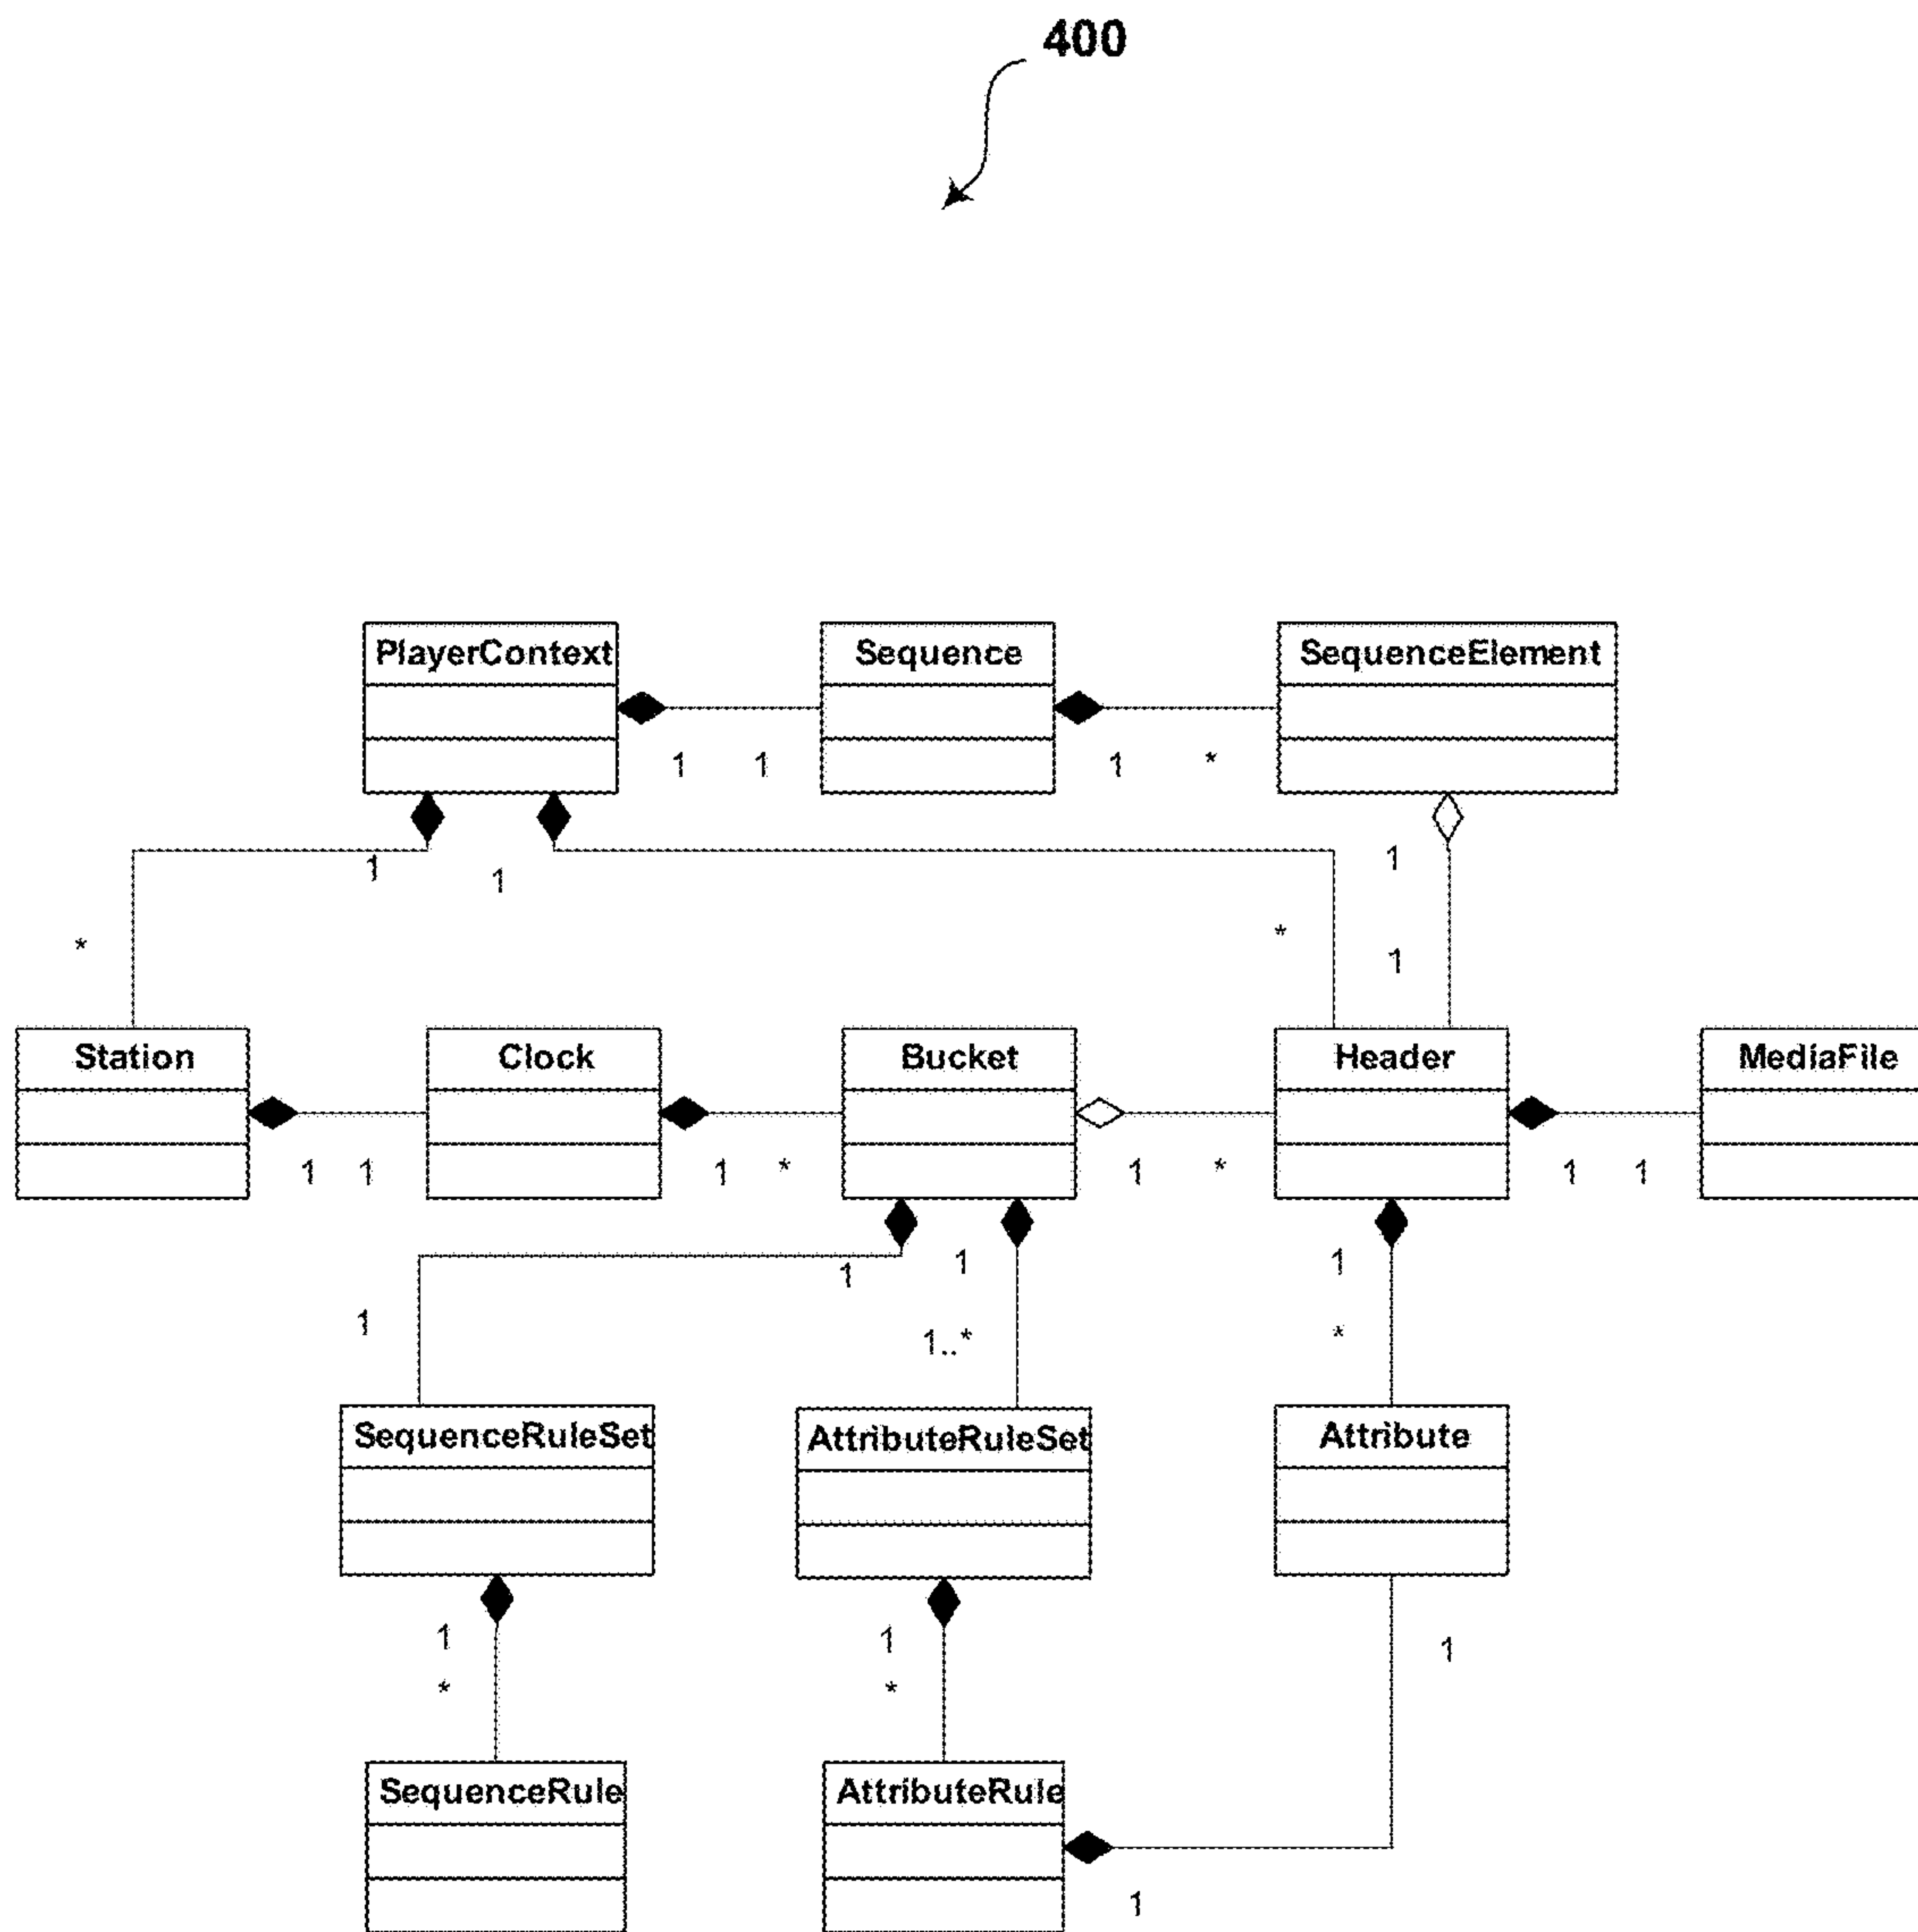 400
PlayerContext
Sequence
SequenceElement
1 1
1 *
1
1
1
*
*
1
Station
Clock
Bucket
Header
MediaFile
1 1
1 *
1 *
1 1
1
1
1
1
1..*
*
SequenceRuleSet
AttributeRuleSet
Attribute
1
1
1
*
*
SequenceRule
AttributeRule
1